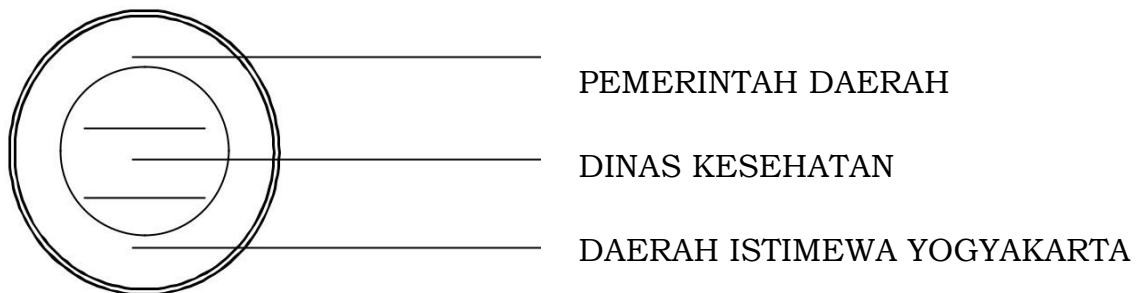 PEMERINTAH DAERAH
DINAS KESEHATAN
DAERAH ISTIMEWA YOGYAKARTA